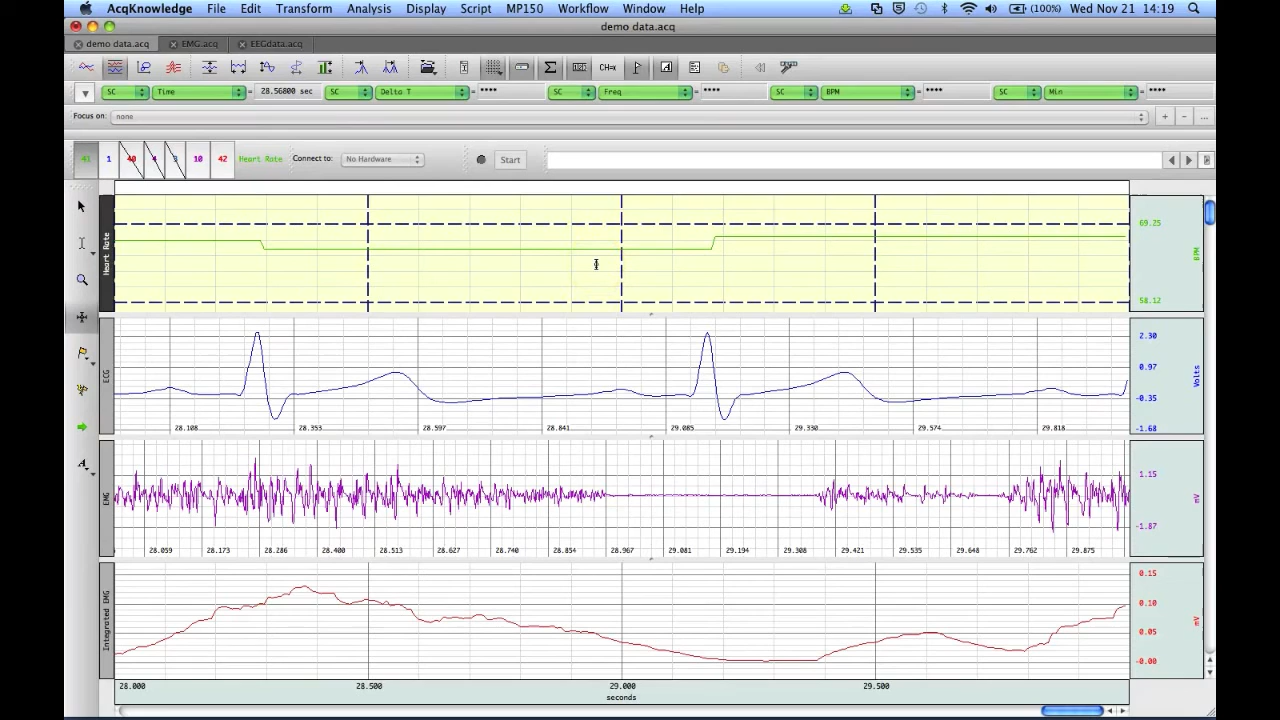 AcqKnowledge File Edit Transform Analysis Display Script MP150 Workflow Window Help (100%) Wed Nov 21 14:19
demo data.acq
demo data.acq EMG.acq EEGdata.acq
CH×
SC Time = 28.56800 sec SC Delta T = **** SC Freq = **** SC BPM = **** SC Min = ****
Focus on: none + - ...
41 1 40 4 3 10 42 Heart Rate Connect to: No Hardware Start
Heart Rate
69.25
58.12
BPM
ECG
2.30
0.97
-0.35
-1.68
Volts
28.108 28.353 28.597 28.841 29.085 29.330 29.574 29.818
EMG
1.15
-1.87
mV
28.059 28.173 28.286 28.400 28.513 28.627 28.740 28.854 28.967 29.081 29.194 29.308 29.421 29.535 29.648 29.762 29.875
Integrated EMG
0.15
0.10
0.05
-0.00
mV
28.000 28.500 29.000 29.500
seconds